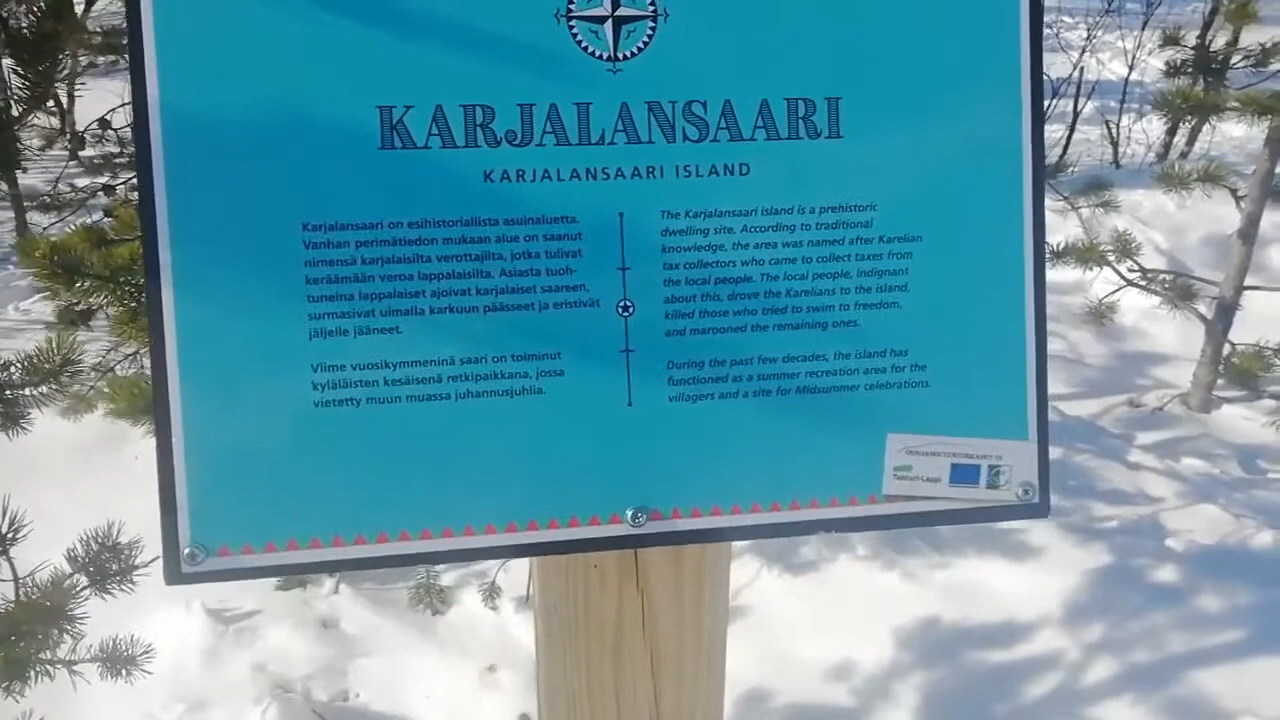 KARJALANSAARI
KARJALANSAARI ISLAND
Karjalansaari on esihistoriallista asuinaluetta.
Vanhan perimätiedon mukaan alue on saanut
nimensä karjalaisilta verottajilta, jotka tulivat
keräämään veroa lappalaisilta. Asiasta tuoh-
tuneina lappalaiset ajoivat karjalaiset saareen,
surmasivat uimalla karkuun päässeet ja eristivät
jäljelle jääneet.
Viime vuosikymmeninä saari on toiminut
kyläläisten kesäisenä retkipaikkana, jossa
vietetty muun muassa juhannusjuhlia.
The Karjalansaari island is a prehistoric
dwelling site. According to traditional
knowledge, the area was named after Karelian
tax collectors who came to collect taxes from
the local people. The local people, indignant
about this, drove the Karelians to the island,
killed those who tried to swim to freedom,
and marooned the remaining ones.
During the past few decades, the island has
functioned as a summer recreation area for the
villagers and a site for Midsummer celebrations.
Tunturi-Lappi